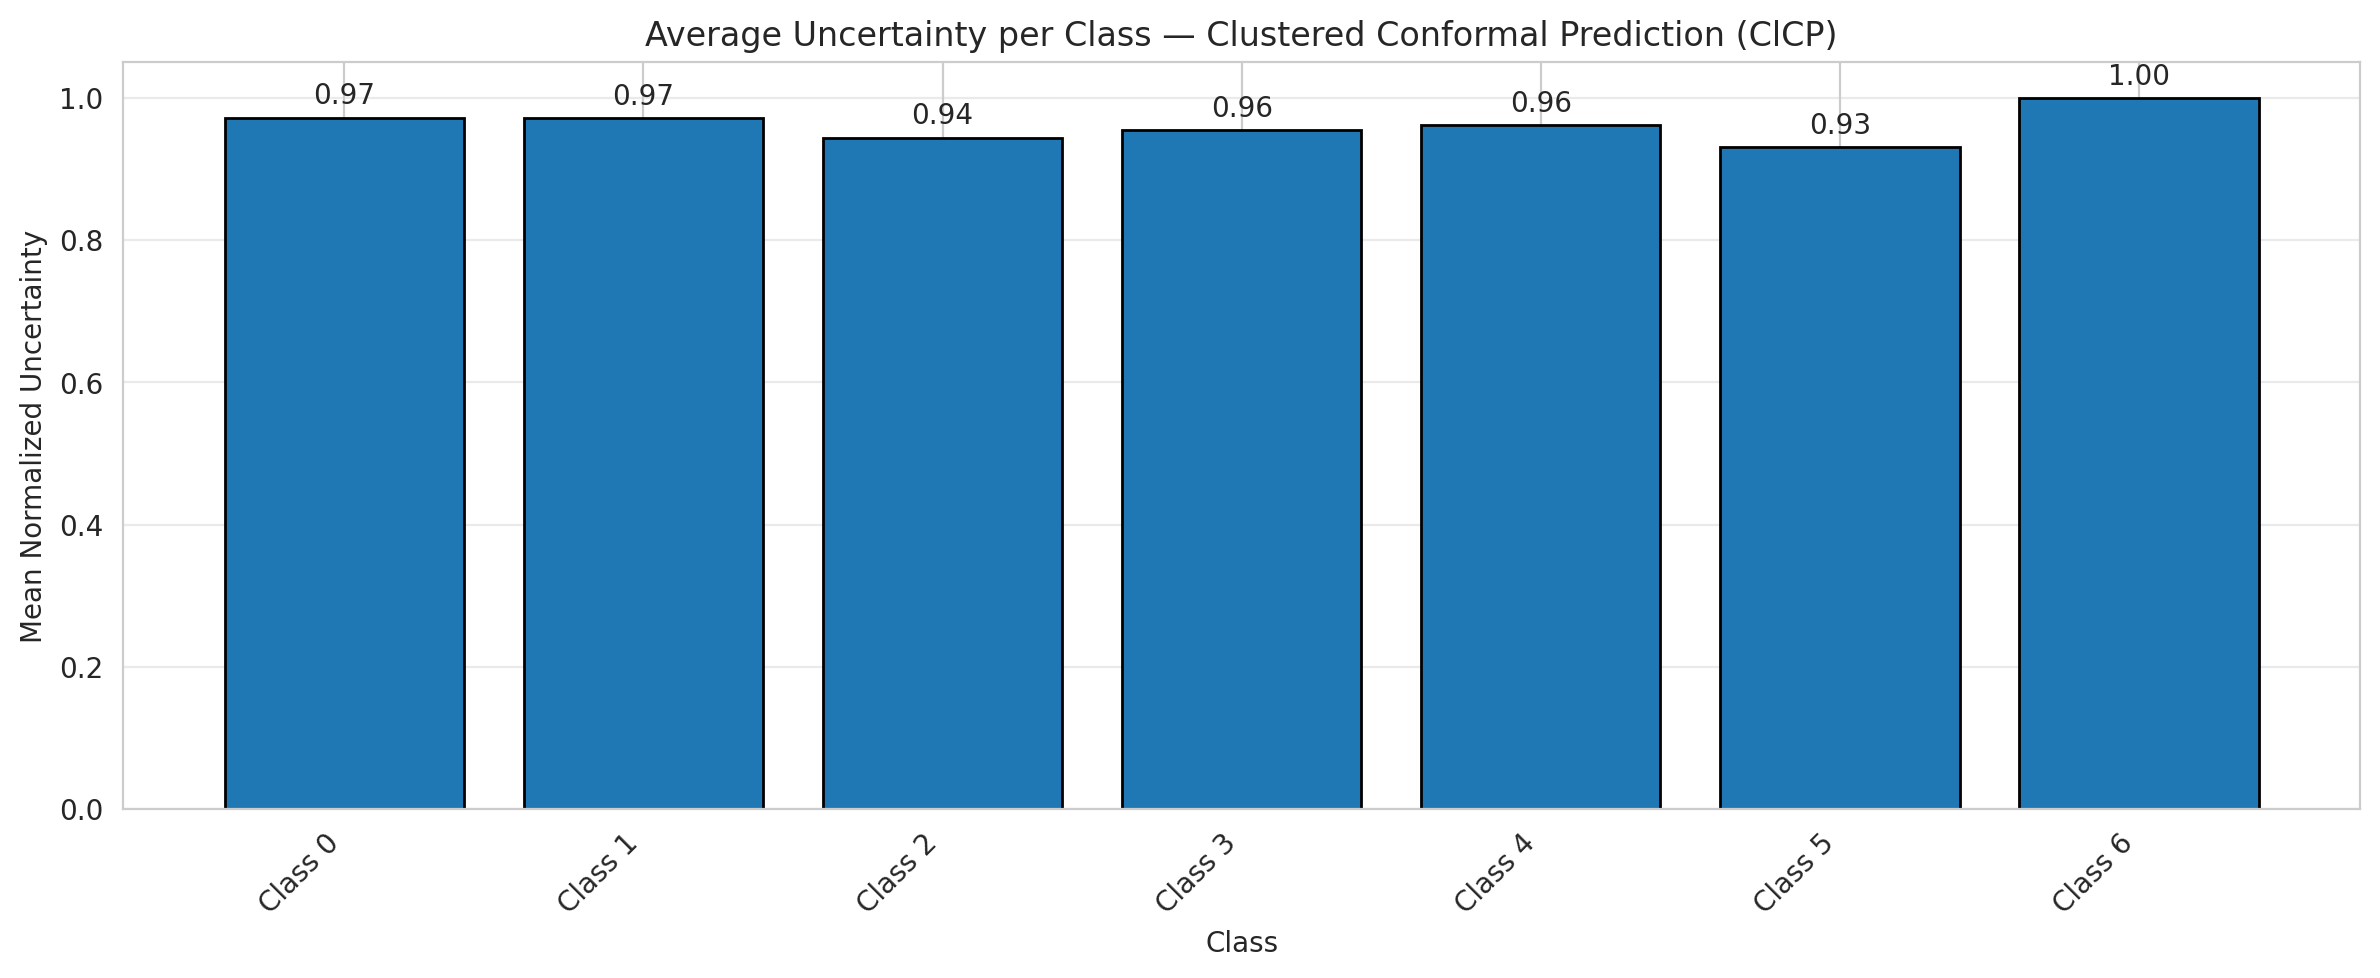 Average Uncertainty per Class — Clustered Conformal Prediction (ClCP)
Mean Normalized Uncertainty
1.0
0.8
0.6
0.4
0.2
0.0
0.97
0.97
0.94
0.96
0.96
0.93
1.00
Class 0
Class 1
Class 2
Class 3
Class 4
Class 5
Class 6
Class